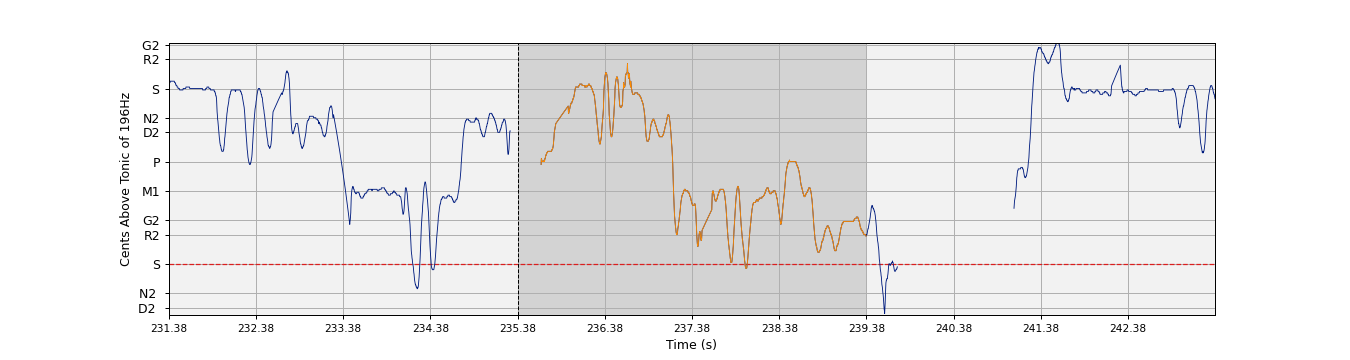 G2
R2
S
N2
D2
P
M1
G2
R2
S
N2
D2
Cents Above Tonic of 196Hz
231.38 232.38 233.38 234.38 235.38 236.38 237.38 238.38 239.38 240.38 241.38 242.38
Time (s)